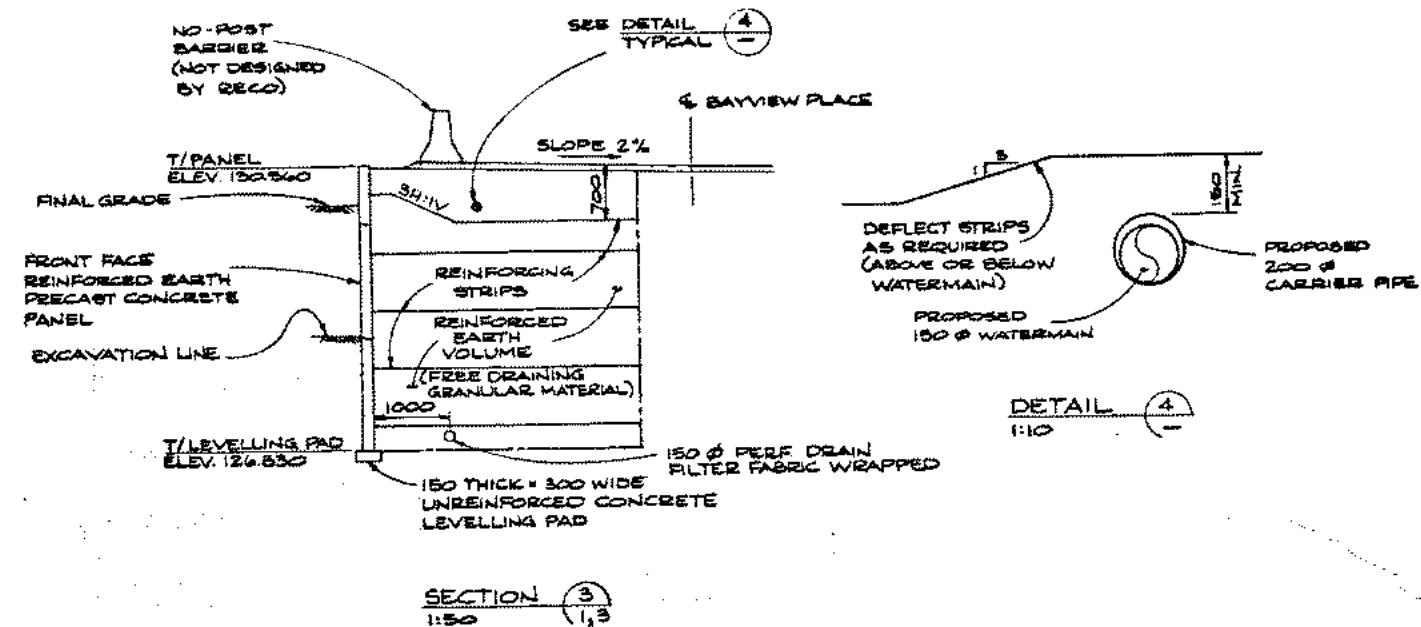 NO-POST
BARRIER
(NOT DESIGNED
BY RECO)
SEE DETAIL 4
TYPICAL –
℄ BAYVIEW PLACE
SLOPE 2%
T/PANEL
ELEV. 130.560
FINAL GRADE
3H:1V
700
FRONT FACE
REINFORCED EARTH
PRECAST CONCRETE
PANEL
EXCAVATION LINE
REINFORCING
STRIPS
REINFORCED
EARTH
VOLUME
(FREE DRAINING
GRANULAR MATERIAL)
1000
T/LEVELLING PAD
ELEV. 126.830
150 Ø PERF. DRAIN
FILTER FABRIC WRAPPED
150 THICK × 300 WIDE
UNREINFORCED CONCRETE
LEVELLING PAD
SECTION 3
1:50 1,3
1
3
150
MIN.
DEFLECT STRIPS
AS REQUIRED
(ABOVE OR BELOW
WATERMAIN)
PROPOSED
200 Ø
CARRIER PIPE
PROPOSED
150 Ø WATERMAIN
DETAIL 4
1:10 –